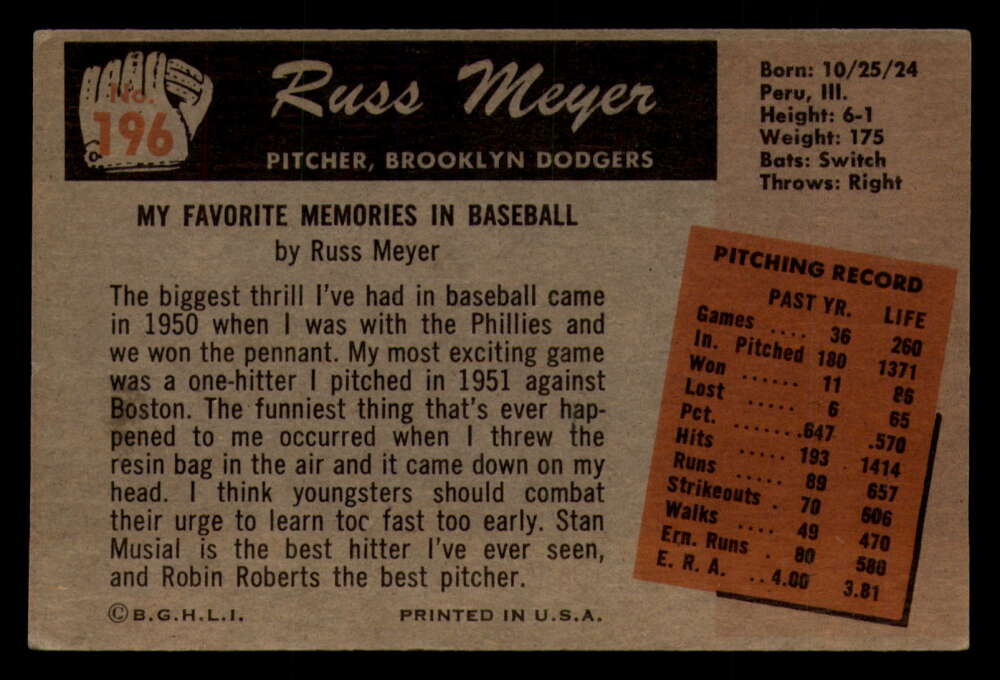 No.
196
Russ Meyer
PITCHER, BROOKLYN DODGERS
Born: 10/25/24
Peru, Ill.
Height: 6-1
Weight: 175
Bats: Switch
Throws: Right
MY FAVORITE MEMORIES IN BASEBALL
by Russ Meyer
The biggest thrill I've had in baseball came
in 1950 when I was with the Phillies and
we won the pennant. My most exciting game
was a one-hitter I pitched in 1951 against
Boston. The funniest thing that's ever hap-
pened to me occurred when I threw the
resin bag in the air and it came down on my
head. I think youngsters should combat
their urge to learn toc fast too early. Stan
Musial is the best hitter I've ever seen,
and Robin Roberts the best pitcher.
©B.G.H.L.I. PRINTED IN U.S.A.
PITCHING RECORD
PAST YR. LIFE
Games .... 36 260
In. Pitched 180 1371
Won ...... 11 86
Lost ..... 6 65
Pct. .......647 .570
Hits ..... 193 1414
Runs ..... 89 657
Strikeouts . 70 606
Walks .... 49 470
Ern. Runs . 80 580
E. R. A. ..4.00 3.81